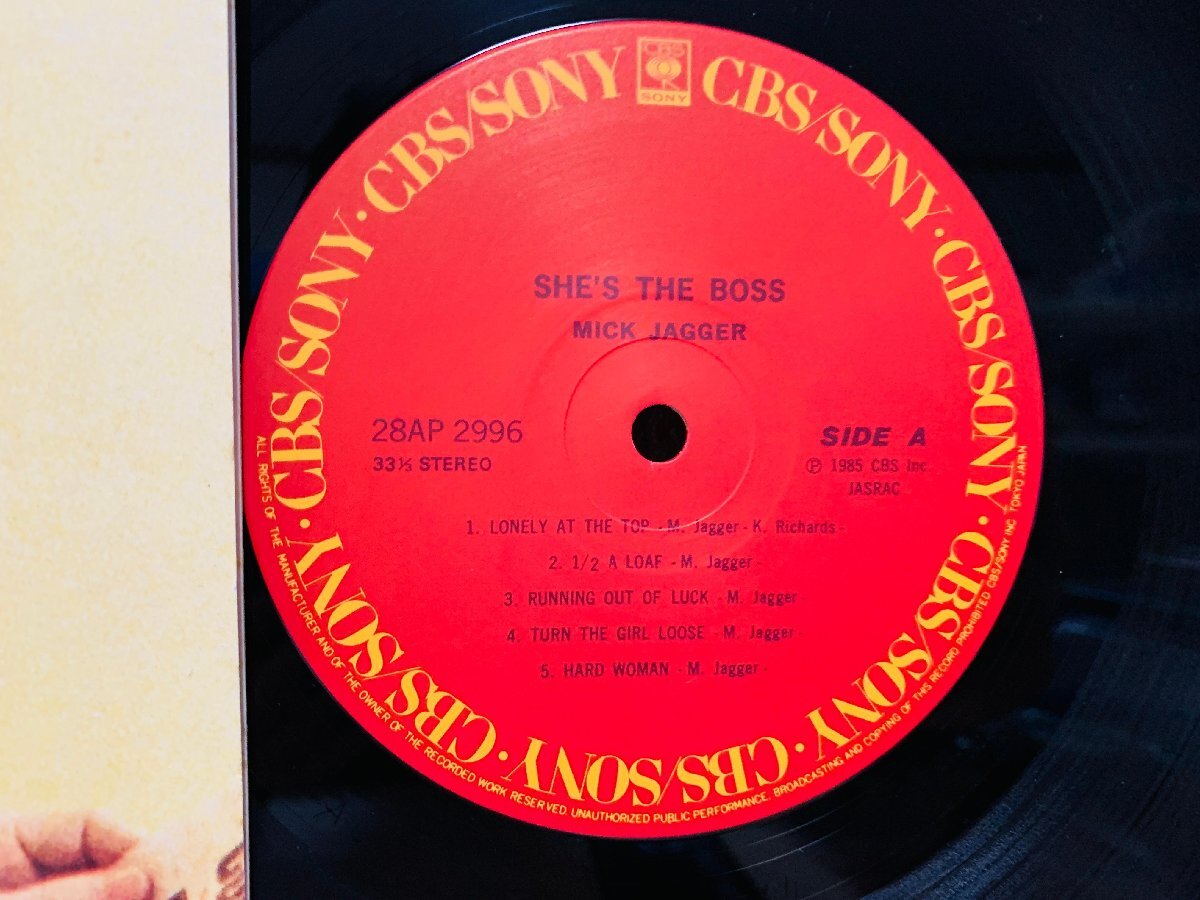 CBS
SONY
CBS/SONY · CBS/SONY · CBS/SONY · CBS/SONY · CBS/SONY · CBS/SONY · CBS/SONY · CBS/SONY
SHE'S THE BOSS
MICK JAGGER
28AP 2996
33⅓ STEREO
SIDE A
℗ 1985 CBS Inc.
JASRAC
1. LONELY AT THE TOP - M. Jagger - K. Richards -
2. 1/2 A LOAF - M. Jagger -
3. RUNNING OUT OF LUCK - M. Jagger -
4. TURN THE GIRL LOOSE - M. Jagger -
5. HARD WOMAN - M. Jagger -
ALL RIGHTS OF THE MANUFACTURER AND OF THE OWNER OF THE RECORDED WORK RESERVED. UNAUTHORIZED PUBLIC PERFORMANCE, BROADCASTING AND COPYING OF THIS RECORD PROHIBITED CBS/SONY INC TOKYO JAPAN